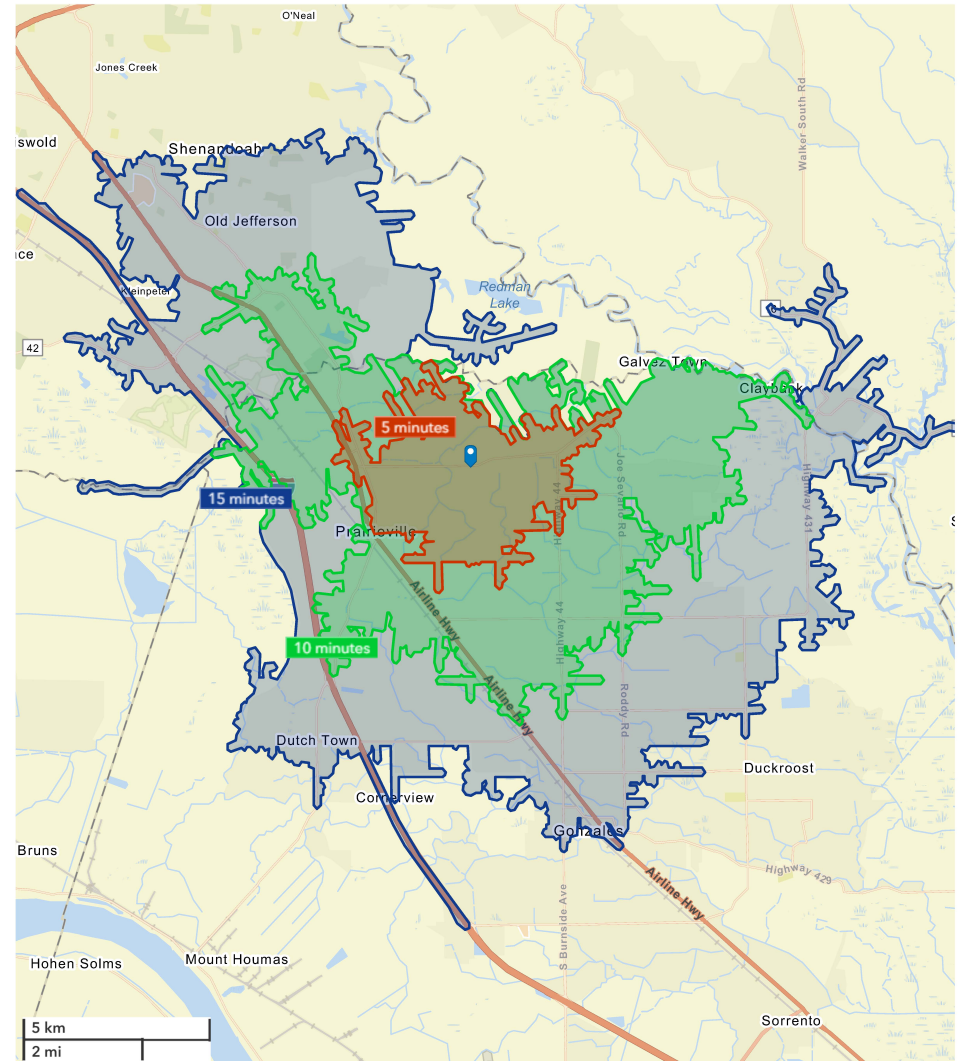 O'Neal
Jones Creek
Walker South Rd
iswold
Shenandoah
Old Jefferson
ace
Kleinpeter
Redman
Lake
42
Galvez Town
Claybank
5 minutes
Joe Sevario Rd
Highway 44
Highway 431
15 minutes
S
Prairieville
Airline Hwy
Highway 44
10 minutes
Airline Hwy
Roddy Rd
Dutch Town
Duckroost
Cornerview
Gonzales
Bruns
Highway 429
Airline Hwy
S Burnside Ave
Hohen Solms
Mount Houmas
Sorrento
5 km
2 mi